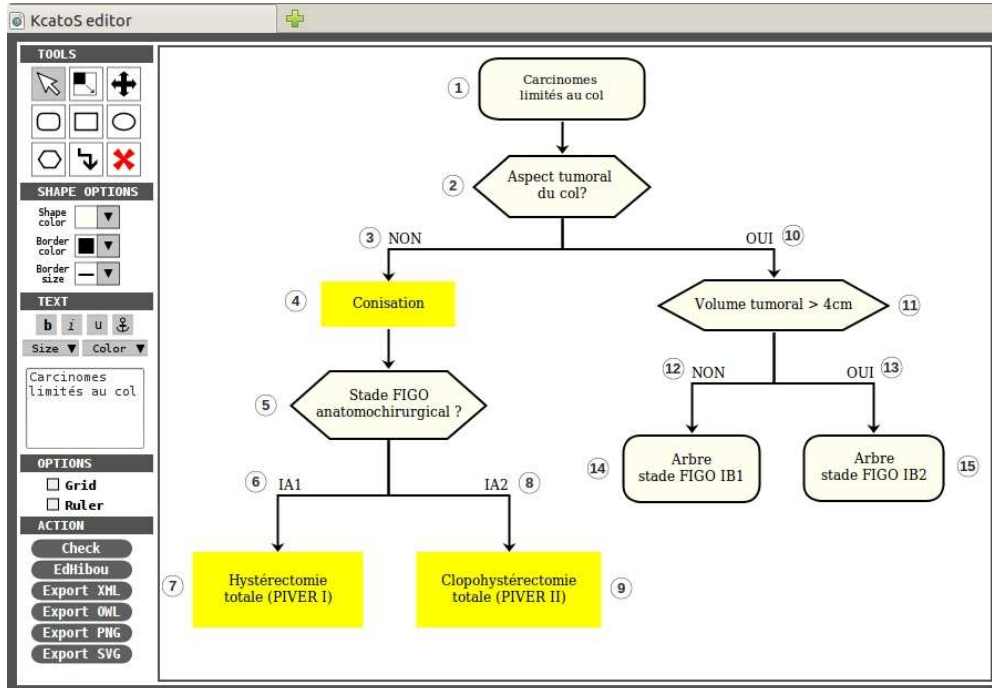 KcatoS editor
TOOLS
SHAPE OPTIONS
Shape
color
Border
color
Border
size
TEXT
b i u
Size ▼ Color ▼
Carcinomes
limités au col
OPTIONS
Grid
Ruler
ACTION
Check
EdHibou
Export XML
Export OWL
Export PNG
Export SVG
1
Carcinomes
limités au col
2
Aspect tumoral
du col?
3 NON
OUI 10
4
Conisation
Volume tumoral > 4cm
11
12 NON
OUI 13
5
Stade FIGO
anatomochirurgical ?
14
Arbre
stade FIGO IB1
Arbre
stade FIGO IB2
15
6 IA1
IA2 8
7
Hystérectomie
totale (PIVER I)
Clopohystérectomie
totale (PIVER II)
9